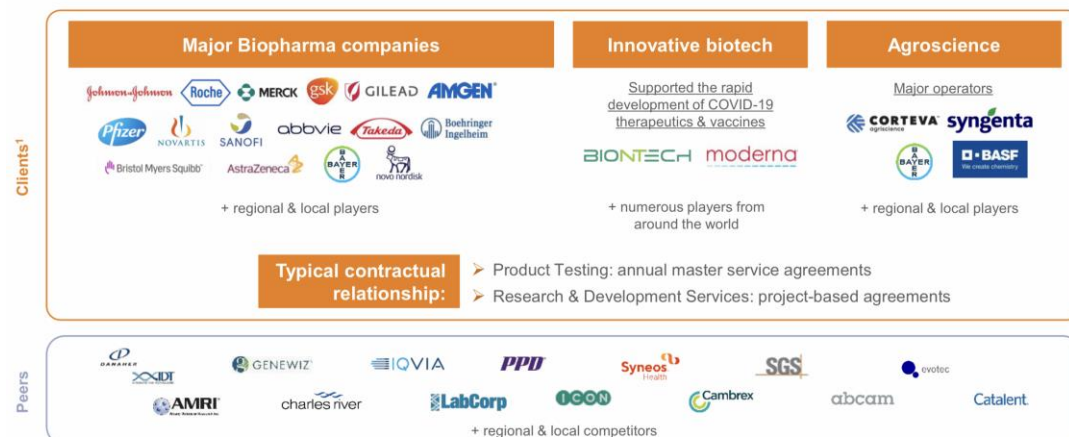 Major Biopharma companies
Innovative biotech
Agroscience
Clients1
Johnson&Johnson
Roche
MERCK
gsk
GILEAD
AMGEN
Pfizer
NOVARTIS
SANOFI
abbvie
Takeda
Boehringer
Ingelheim
Bristol Myers Squibb™
AstraZeneca
BAYER
BAYER
novo nordisk
+ regional & local players
Supported the rapid
development of COVID-19
therapeutics & vaccines
BIONTECH moderna
+ numerous players from
around the world
Major operators
CORTEVA
agriscience
syngenta
BAYER
BAYER
BASF
We create chemistry
+ regional & local players
Typical contractual
relationship:
➢ Product Testing: annual master service agreements
➢ Research & Development Services: project-based agreements
Peers
DANAHER
IDT
GENEWIZ
IQVIA
PPD
Syneos
Health
SGS
evotec
AMRI
charles river
LabCorp
ICON
Cambrex
abcam
Catalent
+ regional & local competitors